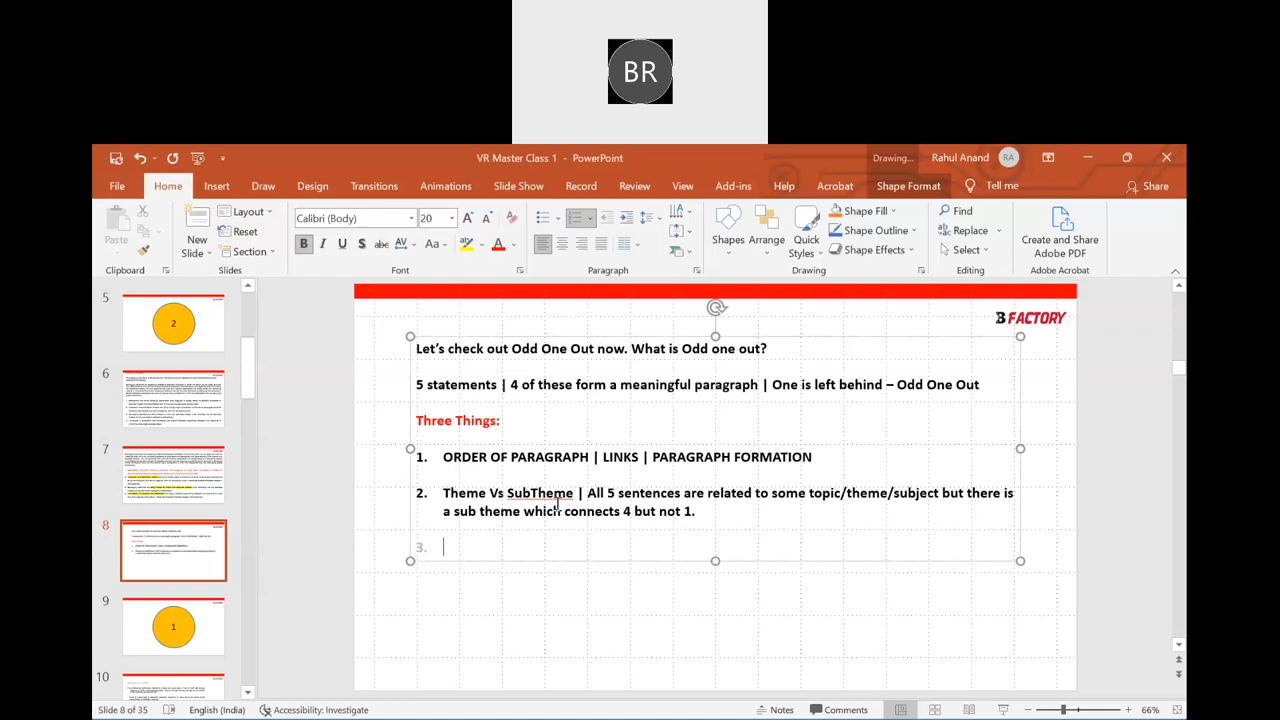 BR
VR Master Class 1 - PowerPoint
Drawing...
Rahul Anand
RA
File Home Insert Draw Design Transitions Animations Slide Show Record Review View Add-ins Help Acrobat Shape Format Tell me Share
Paste
Clipboard
New Slide
Layout
Reset
Section
Slides
Calibri (Body) 20
B I U S abc AV Aa A
Font
Paragraph
Shapes
Arrange
Quick Styles
Shape Fill
Shape Outline
Shape Effects
Drawing
Find
Replace
Select
Editing
Create and Share Adobe PDF
Adobe Acrobat
5
2
6
7
8
9
1
10
3 FACTORY
Let's check out Odd One Out now. What is Odd one out?
5 statements | 4 of these form a meaningful paragraph | One is left out ---- Odd One Out
Three Things:
1. ORDER OF PARAGRAPH | LINKS | PARAGRAPH FORMATION
2. Theme Vs SubTheme | All 5 sentences are related to same topic/theme/subject but there is
a sub theme which connects 4 but not 1.
3.
Slide 8 of 35
English (India)
Accessibility: Investigate
Notes
Comments
66%